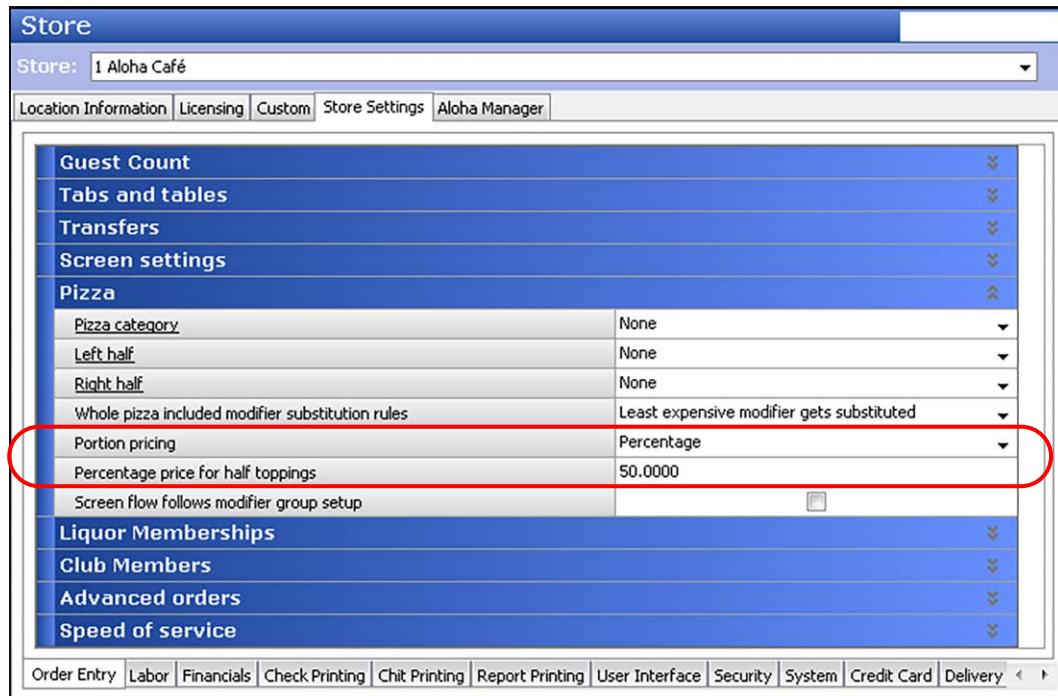 Store
Store: 1 Aloha Café
Location Information Licensing Custom Store Settings Aloha Manager
Guest Count
Tabs and tables
Transfers
Screen settings
Pizza
Pizza category None
Left half None
Right half None
Whole pizza included modifier substitution rules Least expensive modifier gets substituted
Portion pricing Percentage
Percentage price for half toppings 50.0000
Screen flow follows modifier group setup
Liquor Memberships
Club Members
Advanced orders
Speed of service
Order Entry Labor Financials Check Printing Chit Printing Report Printing User Interface Security System Credit Card Delivery